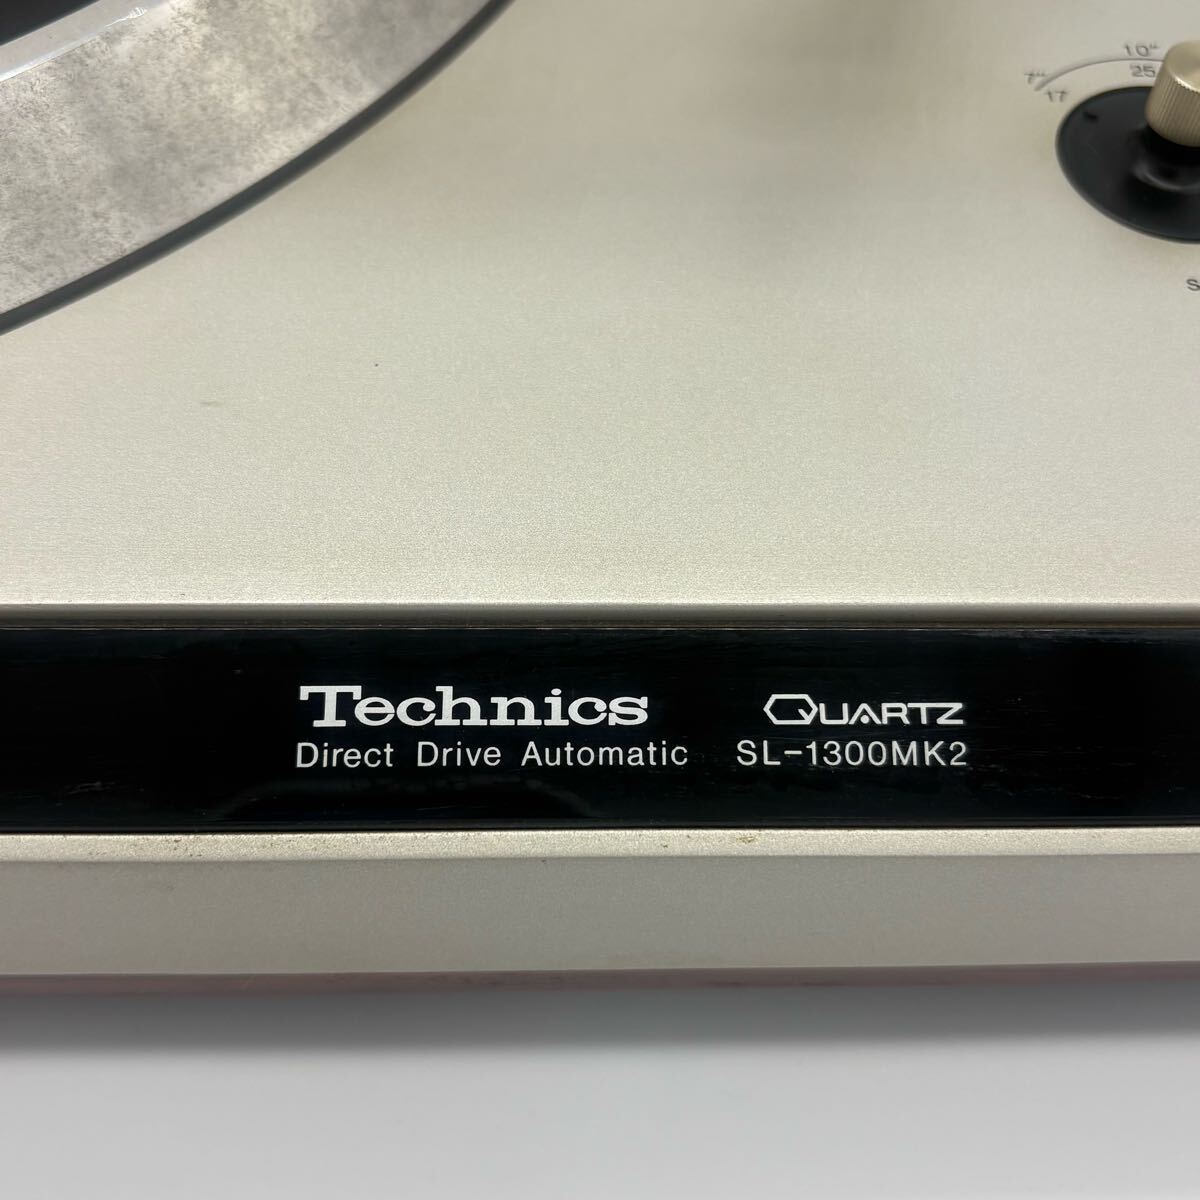 10"
7"
25
17
S
Technics
QUARTZ
Direct Drive Automatic
SL-1300MK2